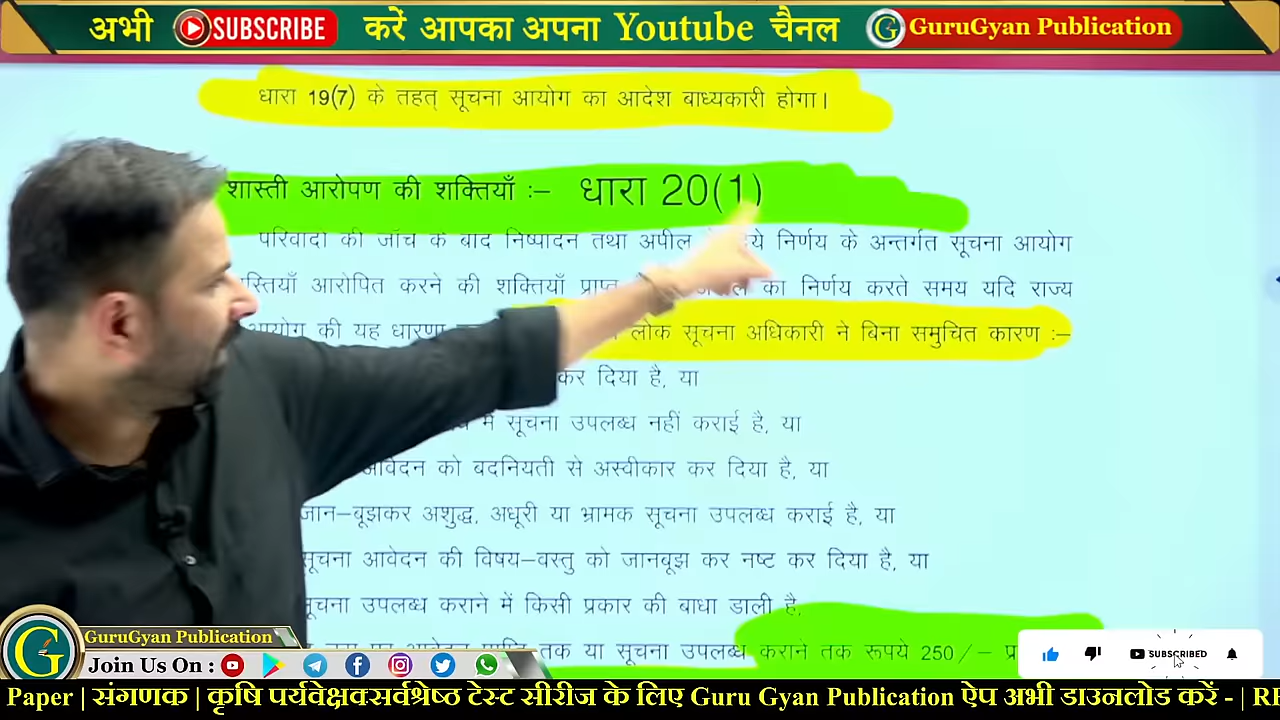 अभी SUBSCRIBE करें आपका अपना Youtube चैनल GuruGyan Publication
धारा 19(7) के तहत् सूचना आयोग का आदेश बाध्यकारी होगा।
शास्ती आरोपण की शक्तियाँ :– धारा 20(1)
परिवादों की जाँच के बाद निष्पादन तथा अपील निर्णय के अन्तर्गत सूचना आयोग
आरोपित करने की शक्तियाँ प्राप्त का निर्णय करते समय यदि राज्य
की यह धारणा लोक सूचना अधिकारी ने बिना समुचित कारण :–
कर दिया है, या
में सूचना उपलब्ध नहीं कराई है, या
आवेदन को बदनियती से अस्वीकार कर दिया है, या
जान–बूझाकर अशुद्ध, अधूरी या भ्रामक सूचना उपलब्ध कराई है, या
सूचना आवेदन की विषय–वस्तु को जानबूझ कर नष्ट कर दिया है, या
सूचना उपलब्ध कराने में किसी प्रकार की बाधा डाली है,
तक या सूचना उपलब्ध कराने तक रूपये 250/–
SUBSCRIBED
G GuruGyan Publication
Join Us On :
Paper | संगणक | कृषि पर्यवेक्षक सर्वश्रेष्ठ टेस्ट सीरीज के लिए Guru Gyan Publication ऐप अभी डाउनलोड करें - |